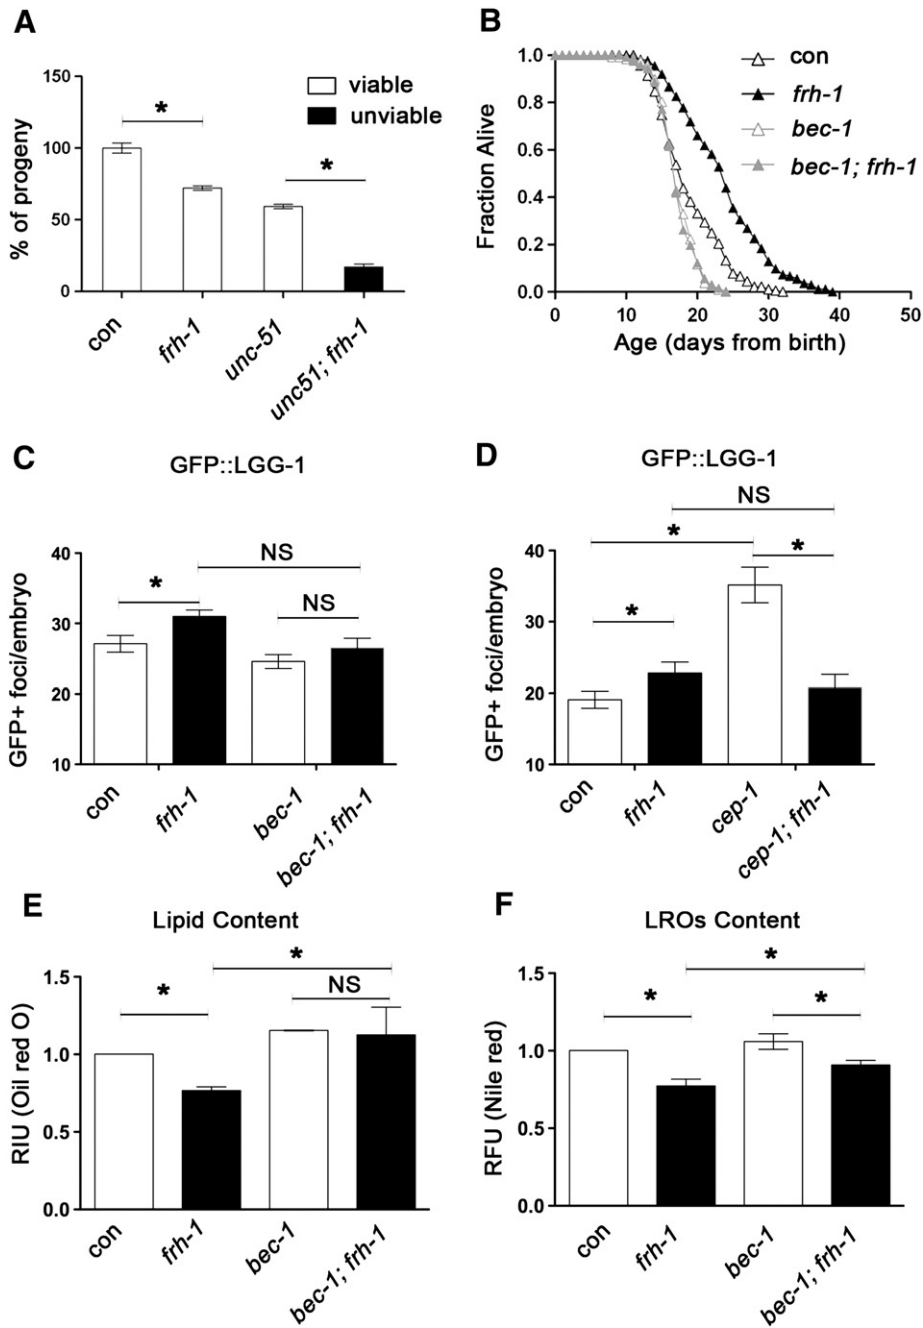 A
150
100
50
0
% of progeny
viable
unviable
*
*
con
frh-1
unc-51
unc51; frh-1
B
1.0
0.8
0.6
0.4
0.2
0.0
Fraction Alive
con
frh-1
bec-1
bec-1; frh-1
0 10 20 30 40 50
Age (days from birth)
C
GFP::LGG-1
40
30
20
10
GFP+ foci/embryo
NS
*
NS
con
frh-1
bec-1
bec-1; frh-1
D
GFP::LGG-1
40
30
20
10
GFP+ foci/embryo
NS
*
*
*
con
frh-1
cep-1
cep-1; frh-1
E
Lipid Content
1.5
1.0
0.5
0.0
RIU (Oil red O)
*
*
NS
con
frh-1
bec-1
bec-1; frh-1
F
LROs Content
1.5
1.0
0.5
0.0
RFU (Nile red)
*
*
*
con
frh-1
bec-1
bec-1; frh-1